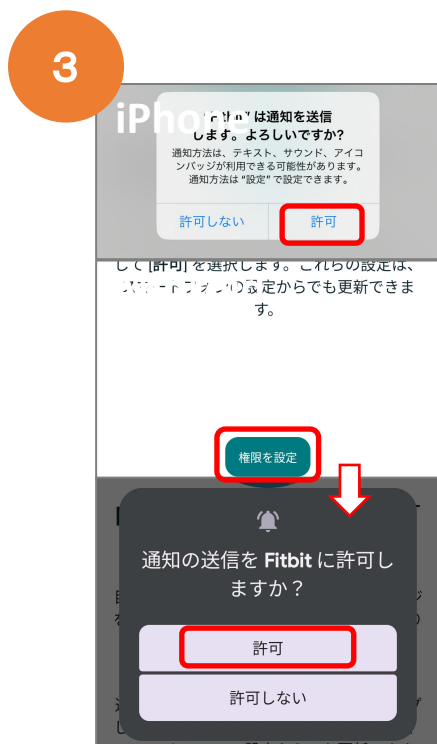 3
iPhone
は通知を送信
します。よろしいですか?
通知方法は、テキスト、サウンド、アイコ
ンバッジが利用できる可能性があります。
通知方法は“設定”で設定できます。
許可しない
許可
して [許可] を選択します。これらの設定は、
定からでも更新できま
す。
権限を設定
通知の送信を Fitbit に許可し
ますか？
許可
許可しない